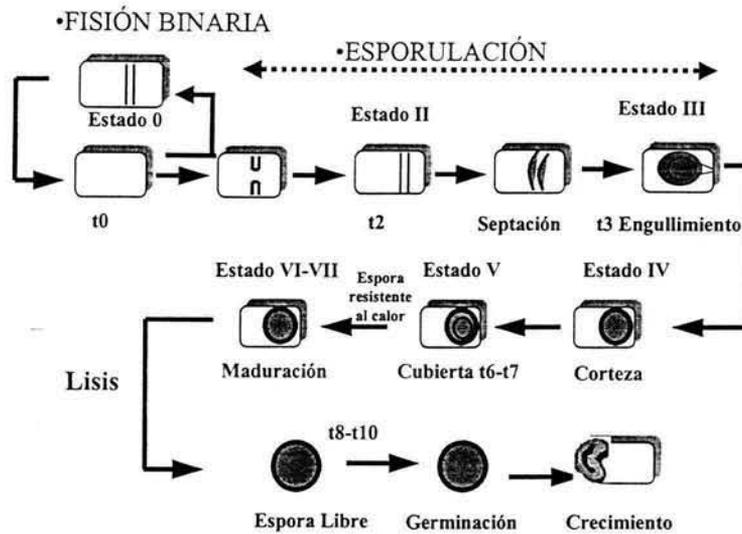 •FISIÓN BINARIA
•ESPORULACIÓN
Estado 0
Estado II
Estado III
t0
t2
Septación
t3 Engullimiento
Estado VI-VII
Espora
resistente
al calor
Estado V
Estado IV
Maduración
Cubierta t6-t7
Corteza
Lisis
t8-t10
Espora Libre
Germinación
Crecimiento